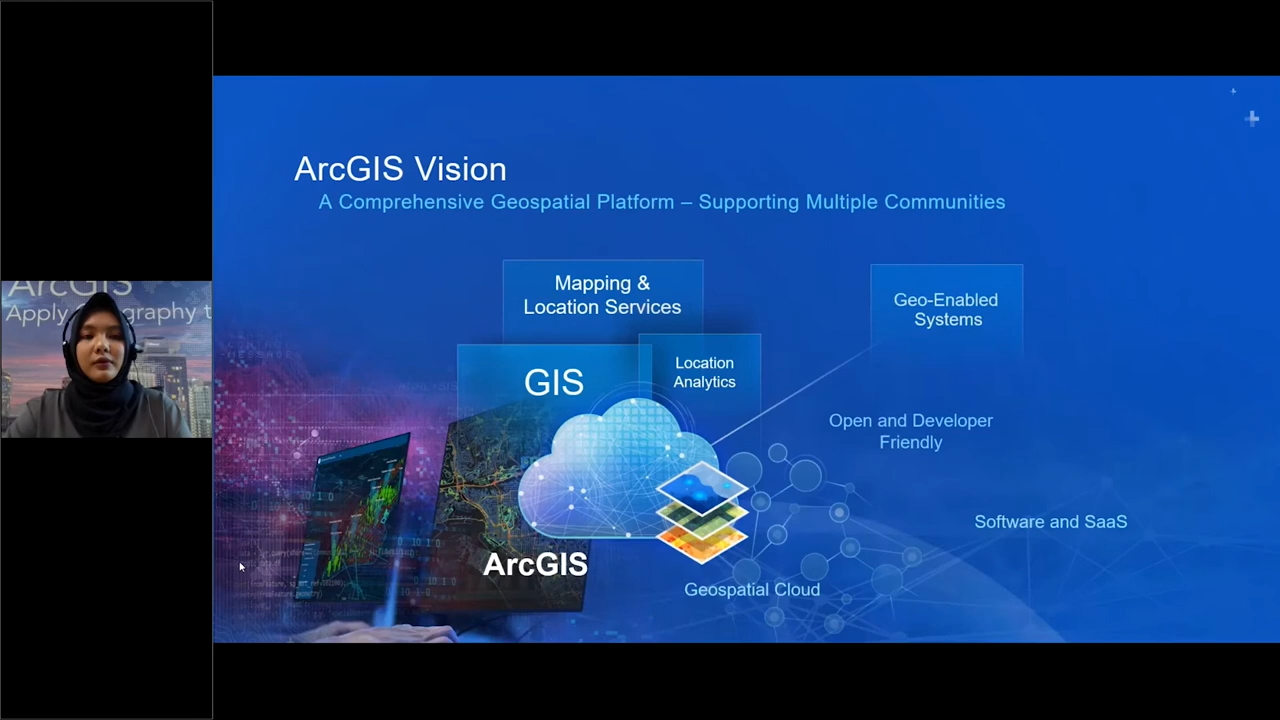 ArcGIS Vision
A Comprehensive Geospatial Platform – Supporting Multiple Communities
Mapping &
Location Services
Geo-Enabled
Systems
GIS
Location
Analytics
Open and Developer
Friendly
Software and SaaS
ArcGIS
Geospatial Cloud
ArcGIS